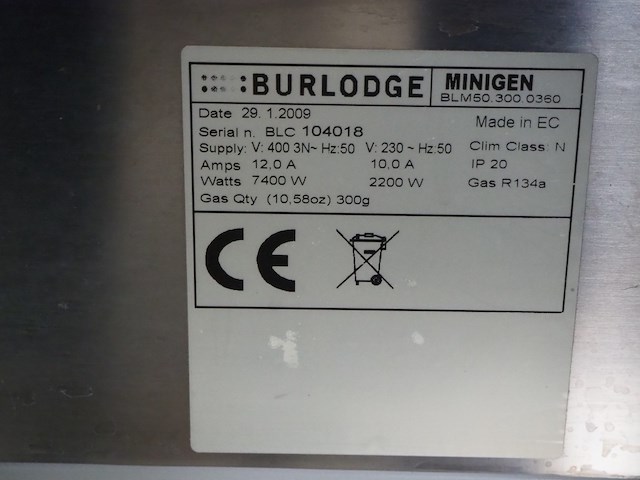 BURLODGE
MINIGEN
BLM50.300.0360
Date 29. 1.2009
Made in EC
Serial n. BLC 104018
Supply: V: 400 3N~ Hz:50 V: 230 ~ Hz:50 Clim Class: N
Amps 12,0 A 10,0 A IP 20
Watts 7400 W 2200 W Gas R134a
Gas Qty (10,58oz) 300g
CE